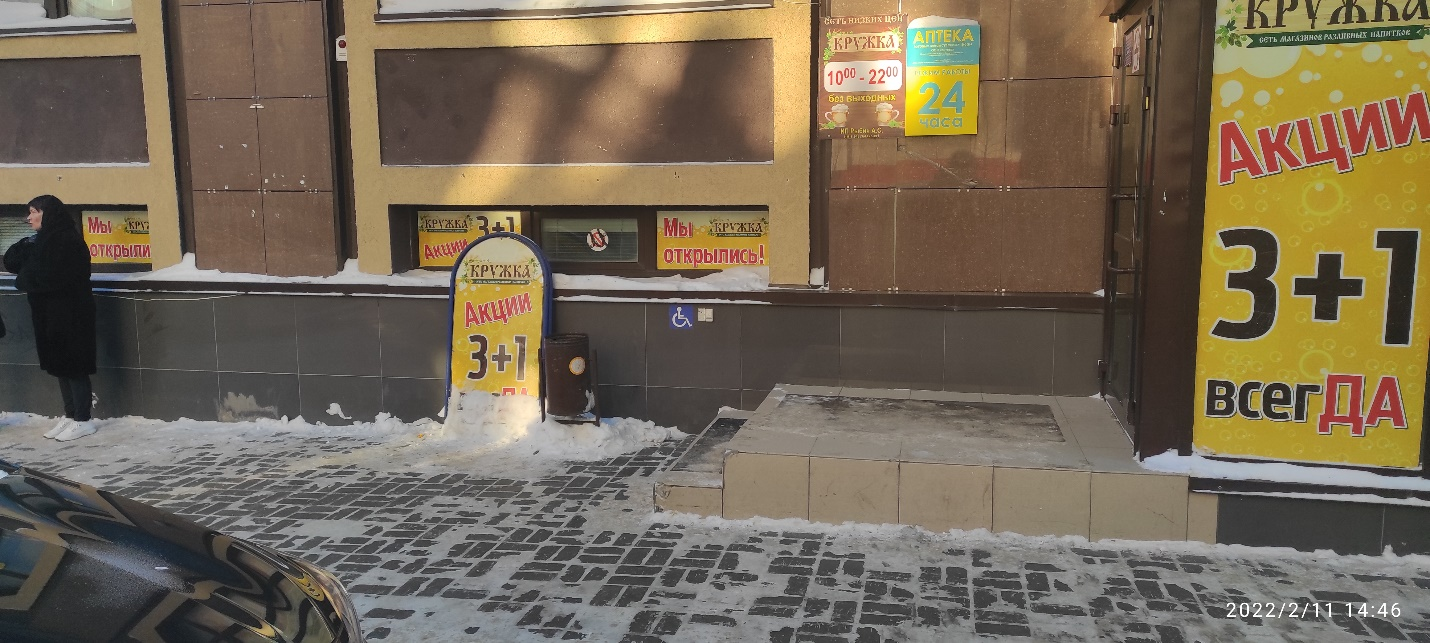 Мы
КРУЖКА
открыли
КРУЖКА
3+1
Акции
Мы
КРУЖКА
открылись!
КРУЖКА
Акции
3+1
СЕТЬ НИЗКИХ ЦЕН
КРУЖКА
10⁰⁰ - 22⁰⁰
без выходных
АПТЕКА
24
часа
КРУЖКА
СЕТЬ МАГАЗИНОВ РАЗЛИВНЫХ НАПИТКОВ
Акции
3+1
всегДА
2022/2/11 14:46